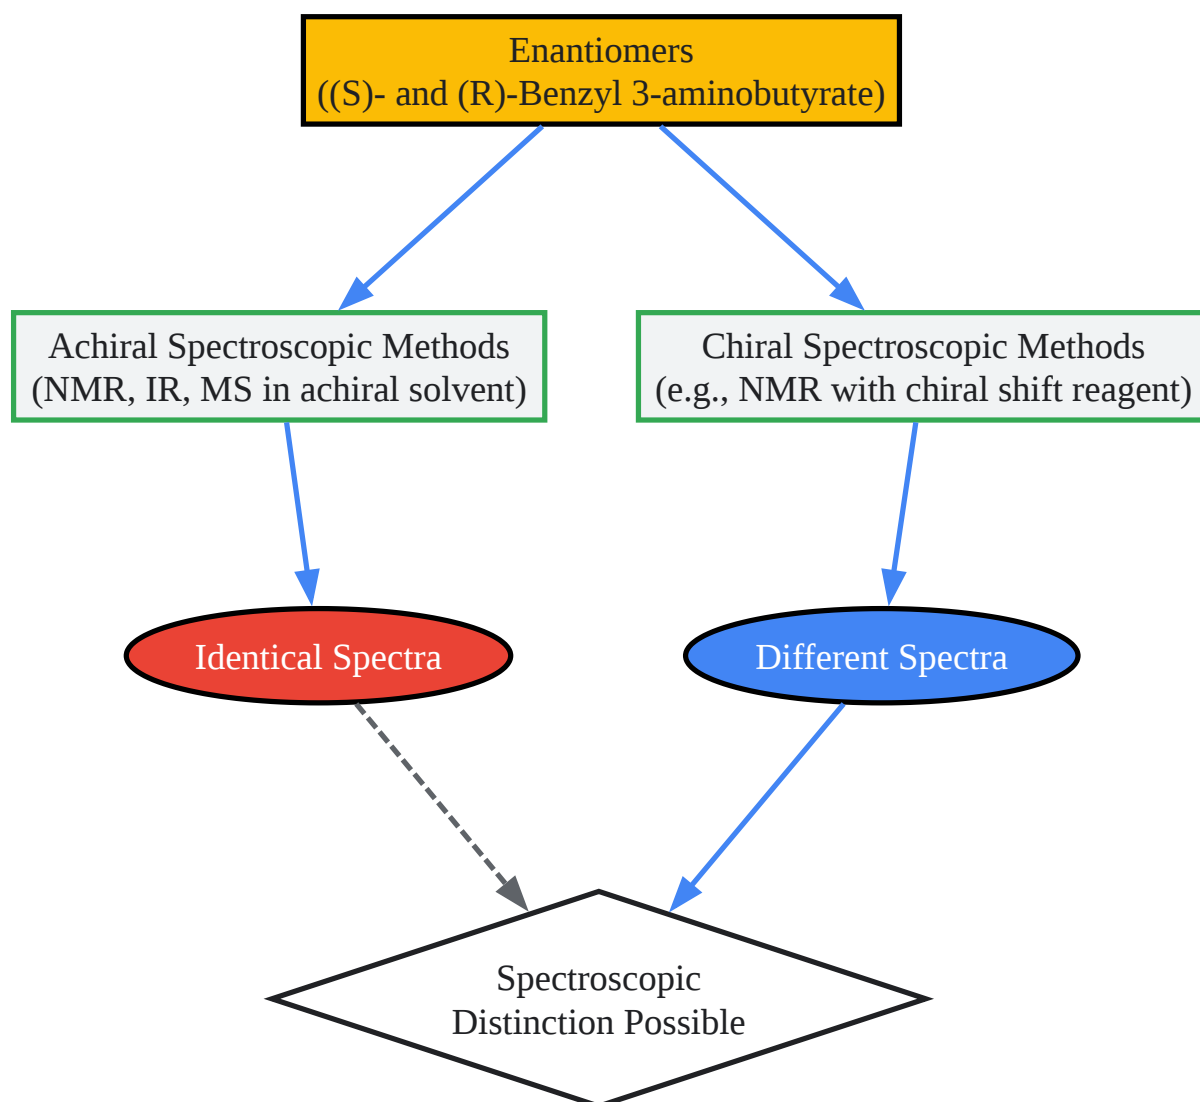 Enantiomers
((S)- and (R)-Benzyl 3-aminobutyrate)
Achiral Spectroscopic Methods
(NMR, IR, MS in achiral solvent)
Chiral Spectroscopic Methods
(e.g., NMR with chiral shift reagent)
Identical Spectra
Different Spectra
Spectroscopic
Distinction Possible